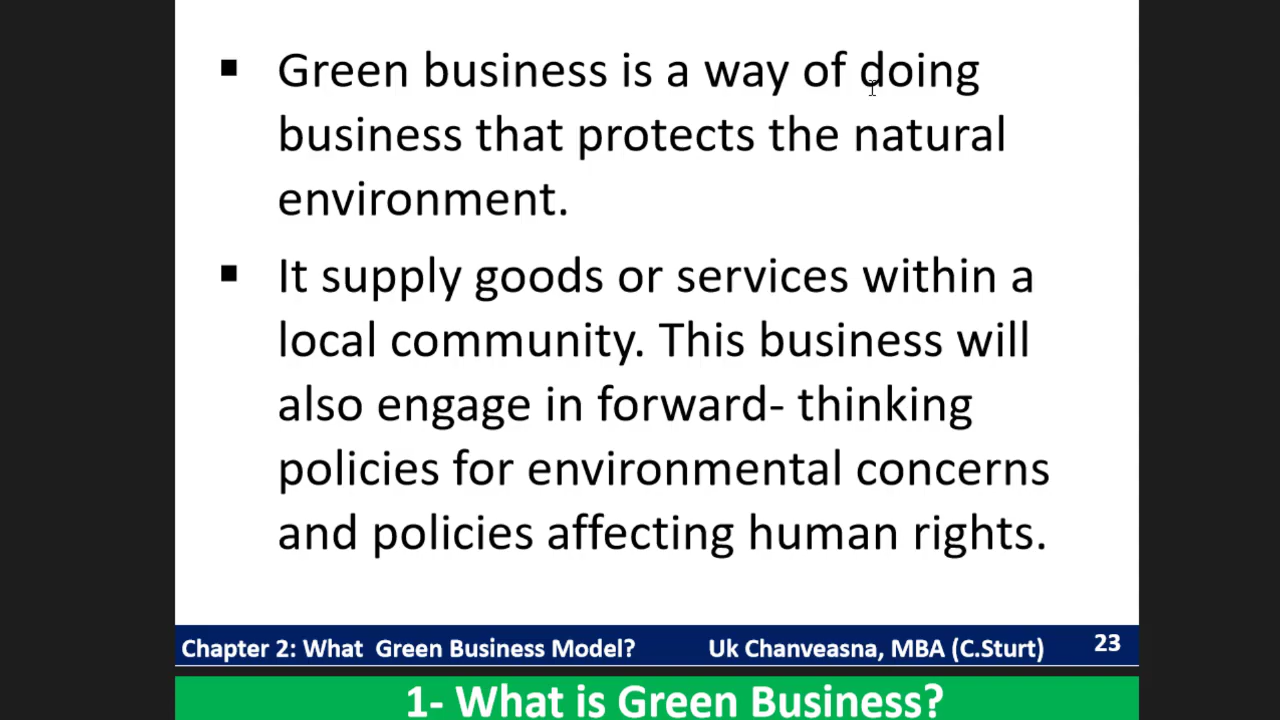 ▪ Green business is a way of doing
business that protects the natural
environment.
▪ It supply goods or services within a
local community. This business will
also engage in forward- thinking
policies for environmental concerns
and policies affecting human rights.
Chapter 2: What Green Business Model? Uk Chanveasna, MBA (C.Sturt) 23
1- What is Green Business?